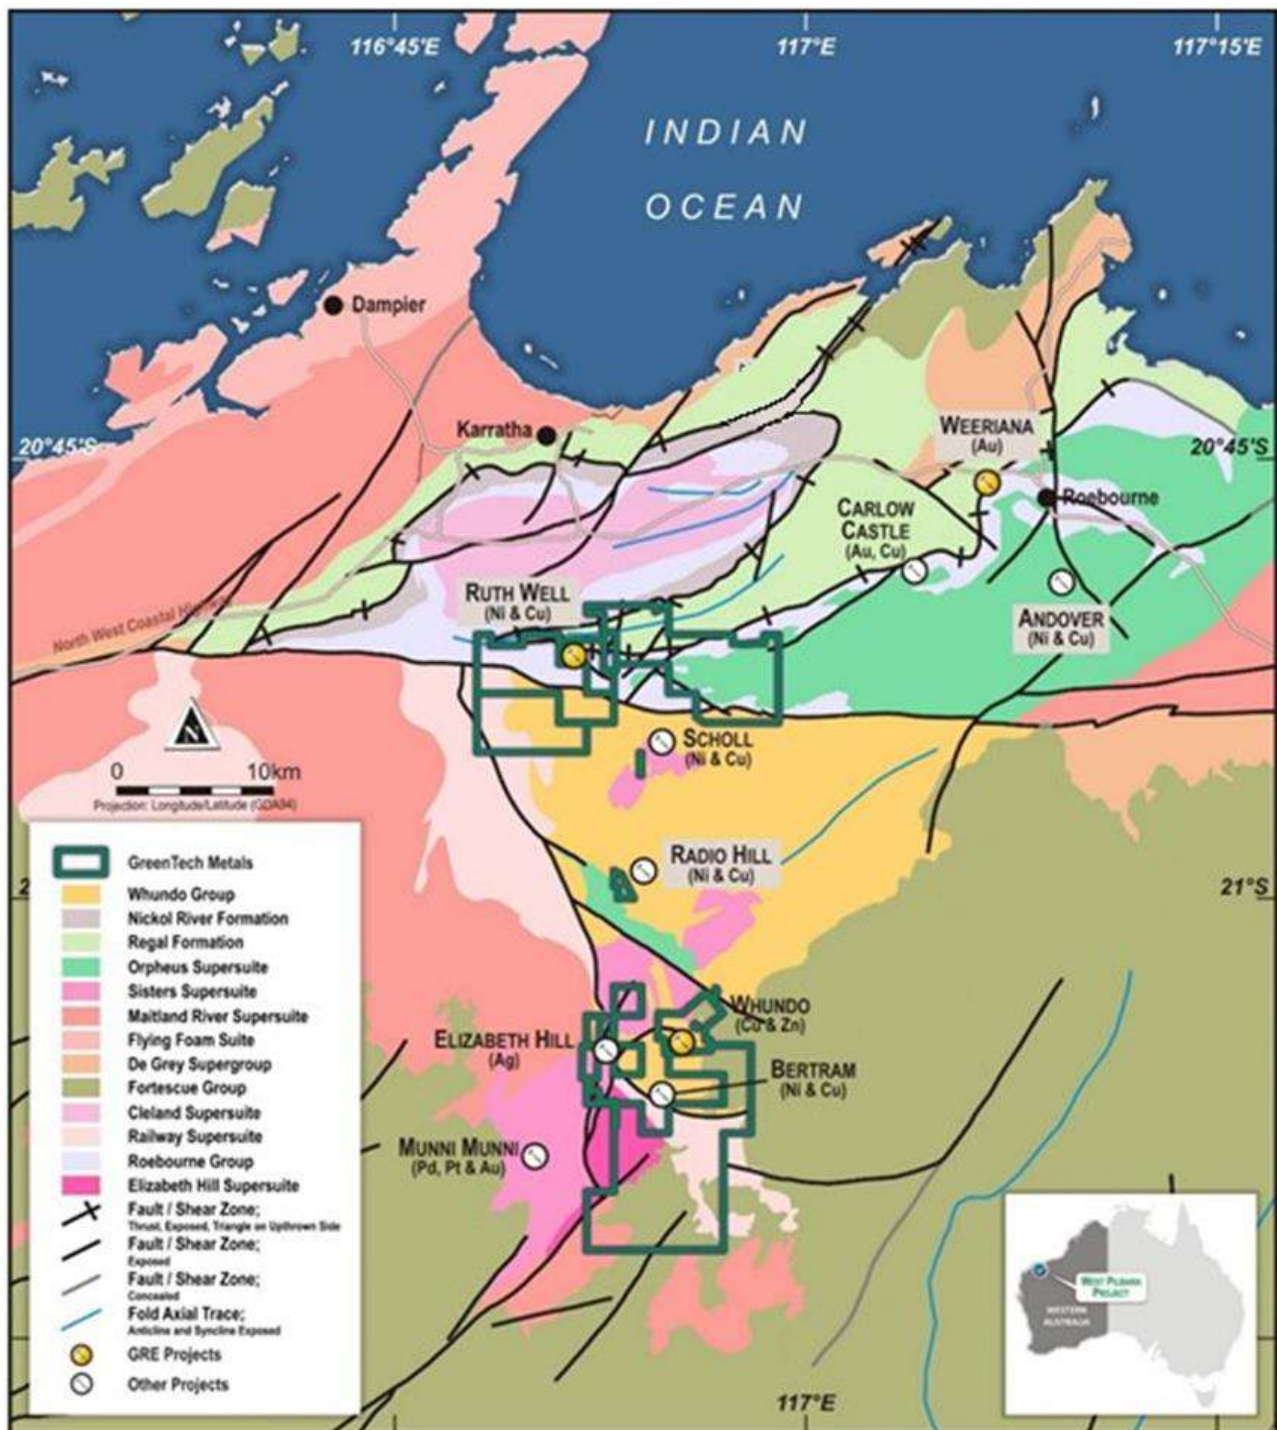 116°45'E
117°E
117°15'E
INDIAN
OCEAN
Dampier
Karratha
20°45'S
WEERIANA
(Au)
20°45'S
Roebourne
CARLOW
CASTLE
(Au, Cu)
RUTH WELL
(Ni & Cu)
ANDOVER
(Ni & Cu)
North West Coastal Highway
N
SCHOLL
(Ni & Cu)
0 10km
Projection: Longitude/Latitude (GDA94)
RADIO HILL
(Ni & Cu)
21°S
GreenTech Metals
Whundo Group
Nickol River Formation
Regal Formation
Orpheus Supersuite
Sisters Supersuite
Maitland River Supersuite
Flying Foam Suite
De Grey Supergroup
Fortescue Group
Cleland Supersuite
Railway Supersuite
Roebourne Group
Elizabeth Hill Supersuite
Fault / Shear Zone;
Thrust, Exposed, Triangle on Upthrown Side
Fault / Shear Zone;
Exposed
Fault / Shear Zone;
Concealed
Fold Axial Trace;
Anticline and Syncline Exposed
GRE Projects
Other Projects
WHUNDO
(Cu & Zn)
ELIZABETH HILL
(Ag)
BERTRAM
(Ni & Cu)
MUNNI MUNNI
(Pd, Pt & Au)
WEST PILBARA
PROJECT
WESTERN
AUSTRALIA
117°E